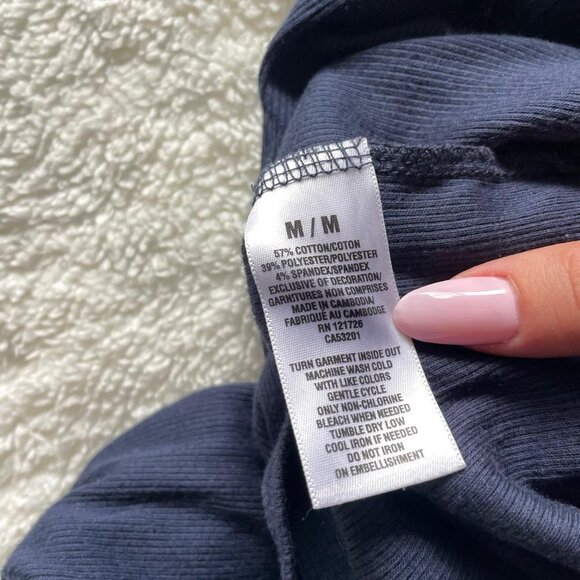 M / M
57% COTTON/COTON
39% POLYESTER/POLYESTER
4% SPANDEX/SPANDEX
EXCLUSIVE OF DECORATION/
GARNITURES NON COMPRISES
MADE IN CAMBODIA/
FABRIQUÉ AU CAMBODGE
RN 121726
CA53201
TURN GARMENT INSIDE OUT
MACHINE WASH COLD
WITH LIKE COLORS
GENTLE CYCLE
ONLY NON-CHLORINE
BLEACH WHEN NEEDED
TUMBLE DRY LOW
COOL IRON IF NEEDED
DO NOT IRON
ON EMBELLISHMENT